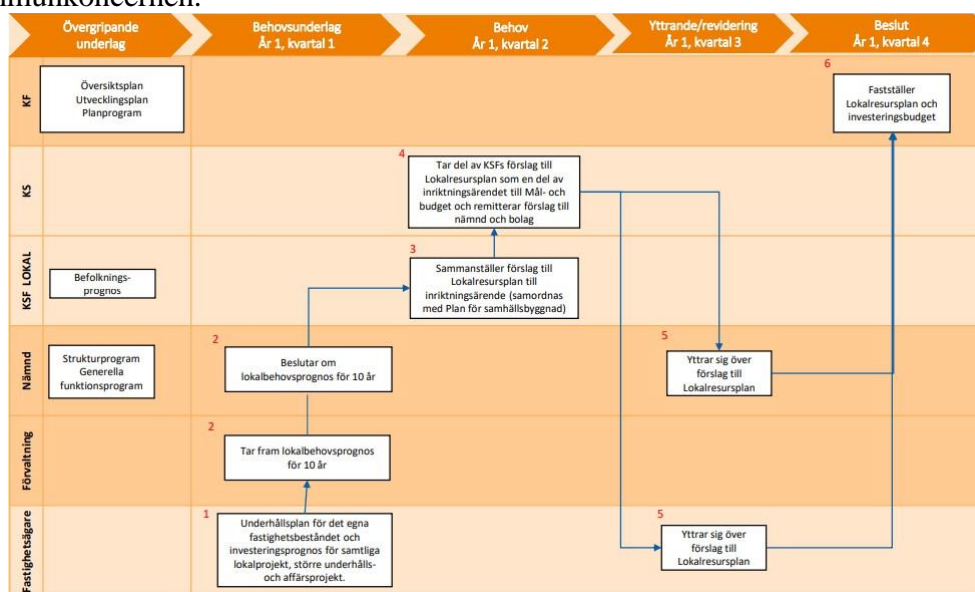 munkoncernen.
Övergripande
underlag
Behovsunderlag
År 1, kvartal 1
Behov
År 1, kvartal 2
Yttrande/revidering
År 1, kvartal 3
Beslut
År 1, kvartal 4
KF
Översiktsplan
Utvecklingsplan
Planprogram
6
Fastställer
Lokalresursplan och
investeringsbudget
KS
4
Tar del av KSFs förslag till
Lokalresursplan som en del av
inriktningsärendet till Mål- och
budget och remitterar förslag till
nämnd och bolag
KSF LOKAL
Befolknings-
prognos
3
Sammanställer förslag till
Lokalresursplan till
inriktningsärende (samordnas
med Plan för samhällsbyggnad)
Nämnd
Strukturprogram
Generella
funktionsprogram
2
Beslutar om
lokalbehovsprognos för 10 år
5
Yttrar sig över
förslag till
Lokalresursplan
Förvaltning
2
Tar fram lokalbehovsprognos
för 10 år
Fastighetsägare
1
Underhållsplan för det egna
fastighetsbeståndet och
investeringsprognos för samtliga
lokalprojekt, större underhålls-
och affärsprojekt.
5
Yttrar sig över
förslag till
Lokalresursplan